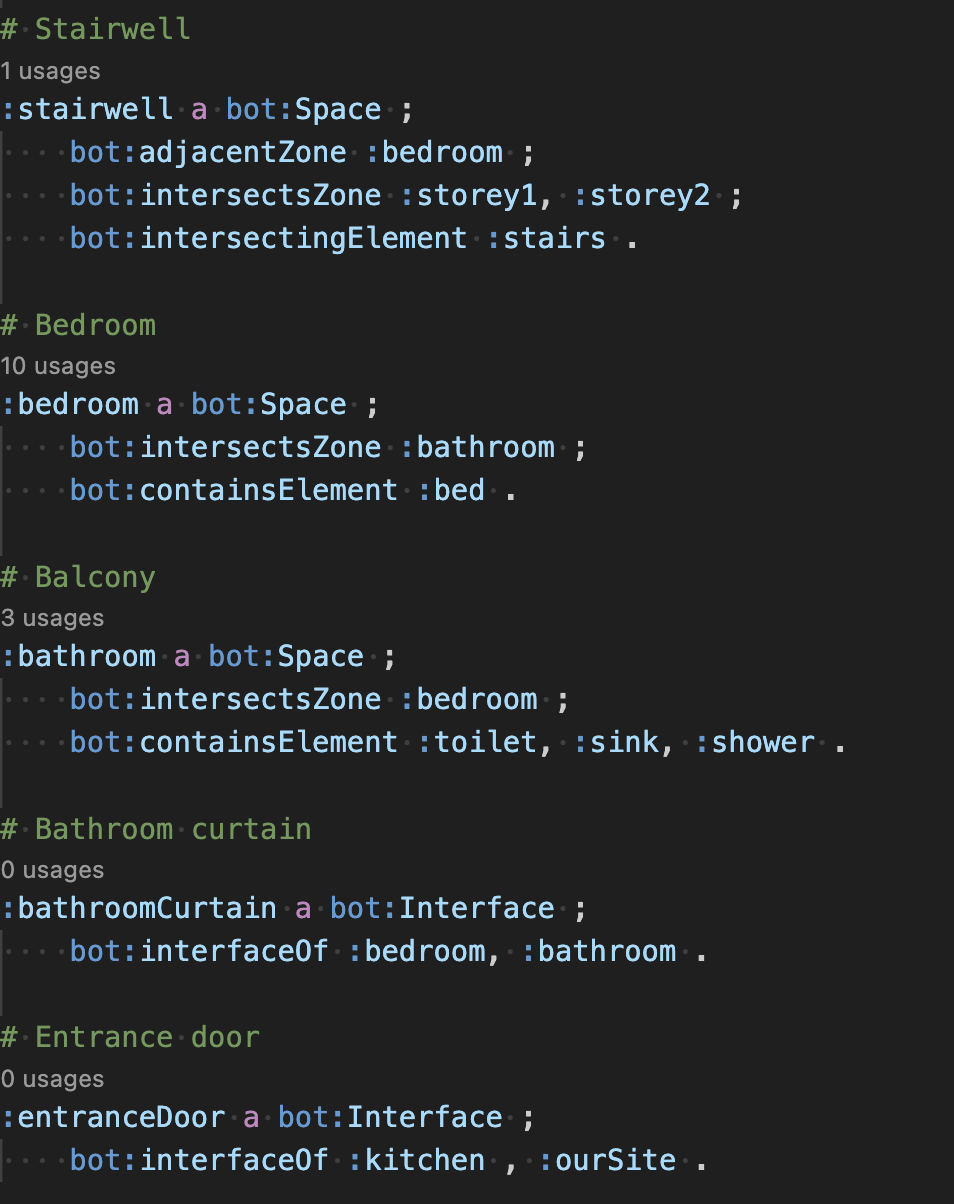 # Stairwell
1 usages
:stairwell a bot:Space ;
    bot:adjacentZone :bedroom ;
    bot:intersectsZone :storey1, :storey2 ;
    bot:intersectingElement :stairs .
# Bedroom
10 usages
:bedroom a bot:Space ;
    bot:intersectsZone :bathroom ;
    bot:containsElement :bed .
# Balcony
3 usages
:bathroom a bot:Space ;
    bot:intersectsZone :bedroom ;
    bot:containsElement :toilet, :sink, :shower .
# Bathroom curtain
0 usages
:bathroomCurtain a bot:Interface ;
    bot:interfaceOf :bedroom, :bathroom .
# Entrance door
0 usages
:entranceDoor a bot:Interface ;
    bot:interfaceOf :kitchen , :ourSite .